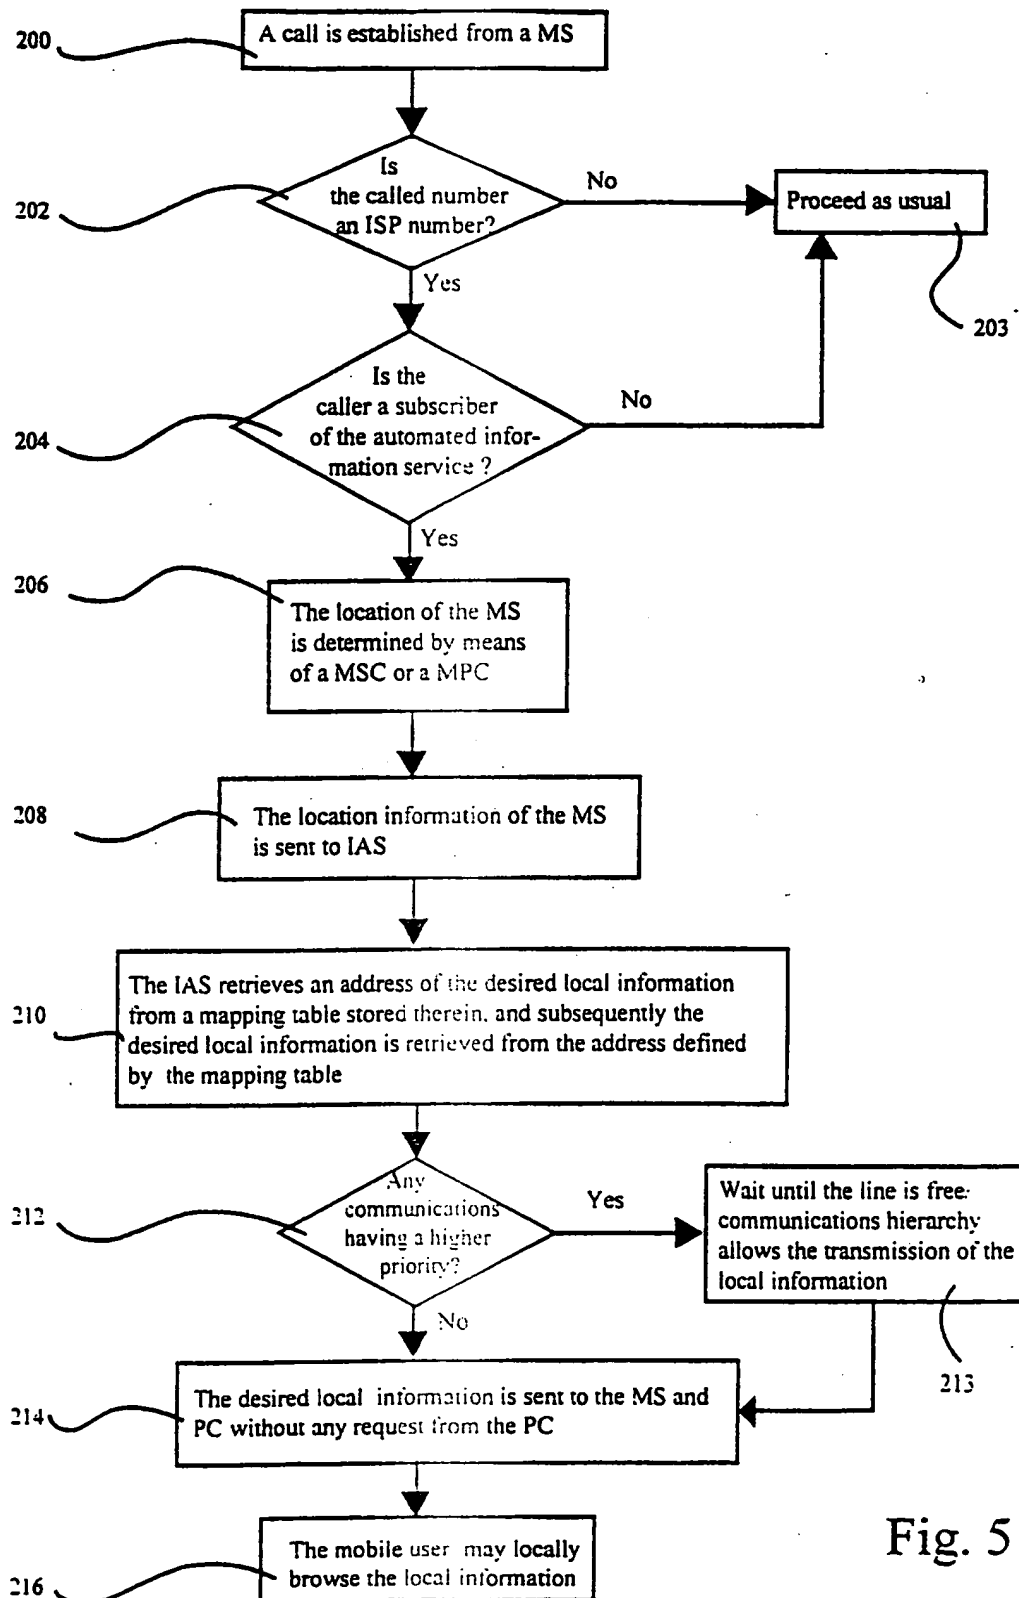 200
A call is established from a MS
202
Is
the called number
an ISP number?
No
Proceed as usual
203
Yes
204
Is the
caller a subscriber
of the automated infor-
mation service ?
No
Yes
206
The location of the MS
is determined by means
of a MSC or a MPC
208
The location information of the MS
is sent to IAS
210
The IAS retrieves an address of the desired local information
from a mapping table stored therein, and subsequently the
desired local information is retrieved from the address defined
by the mapping table
212
Any
communications
having a higher
priority?
Yes
Wait until the line is free:
communications hierarchy
allows the transmission of the
local information
213
No
214
The desired local information is sent to the MS and
PC without any request from the PC
216
The mobile user may locally
browse the local information
Fig. 5